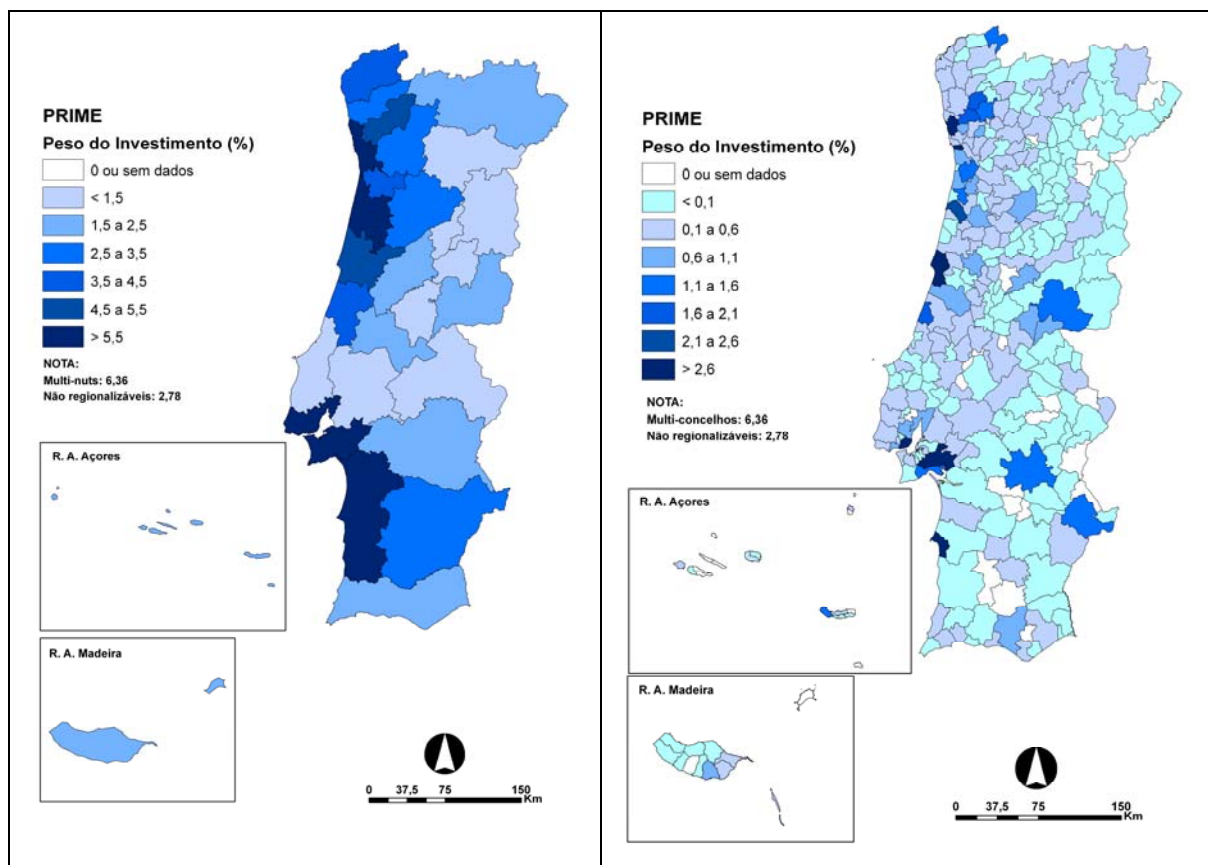 PRIME
Peso do Investimento (%)
0 ou sem dados
< 1,5
1,5 a 2,5
2,5 a 3,5
3,5 a 4,5
4,5 a 5,5
> 5,5
NOTA:
Multi-nuts: 6,36
Não regionalizáveis: 2,78
R. A. Açores
R. A. Madeira
0 37,5 75 150
Km
PRIME
Peso do Investimento (%)
0 ou sem dados
< 0,1
0,1 a 0,6
0,6 a 1,1
1,1 a 1,6
1,6 a 2,1
2,1 a 2,6
> 2,6
NOTA:
Multi-concelhos: 6,36
Não regionalizáveis: 2,78
R. A. Açores
R. A. Madeira
0 37,5 75 150
Km